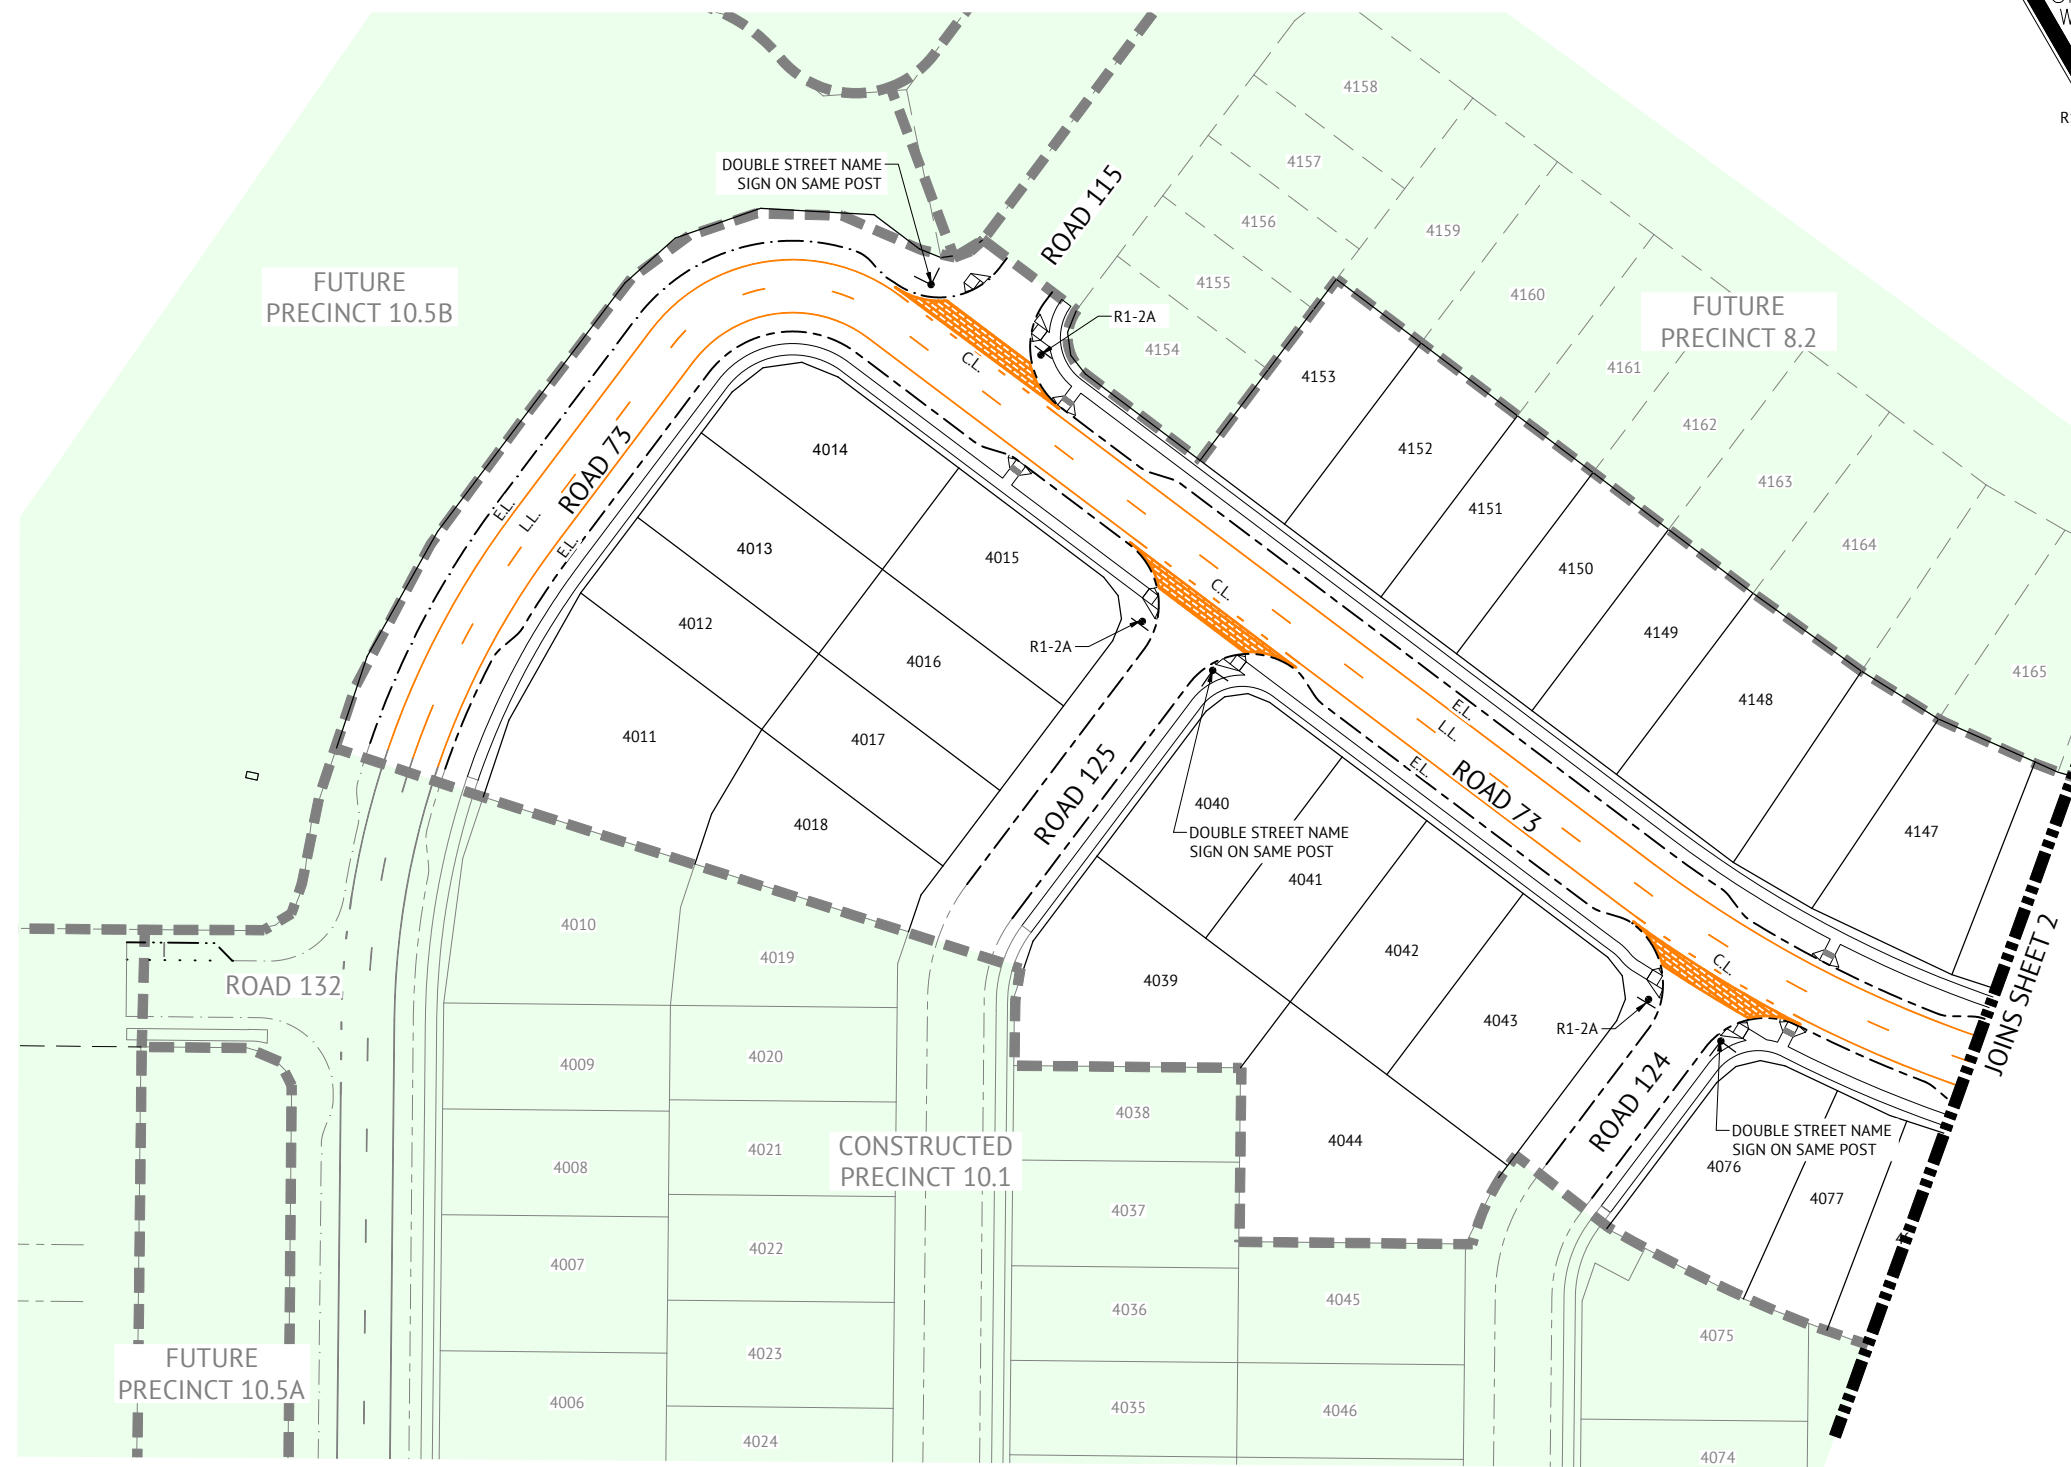 W
R
4158
4157
4156
4155
4154
4159
4160
4161
4162
4163
4164
4165
DOUBLE STREET NAME
SIGN ON SAME POST
ROAD 115
FUTURE
PRECINCT 10.5B
FUTURE
PRECINCT 8.2
R1-2A
C.L.
4153
4152
4151
4150
4149
4148
4147
ROAD 73
E.L.
L.L.
E.L.
4014
4013
4012
4011
4015
4016
4017
4018
C.L.
R1-2A
ROAD 125
E.L.
L.L.
E.L.
ROAD 73
4040
DOUBLE STREET NAME
SIGN ON SAME POST
4041
4042
4043
4039
4044
C.L.
R1-2A
ROAD 124
JOINS SHEET 2
DOUBLE STREET NAME
SIGN ON SAME POST
4076
4077
ROAD 132
4010
4009
4008
4007
4006
4019
4020
4021
4022
4023
4024
CONSTRUCTED
PRECINCT 10.1
4038
4037
4036
4035
4045
4046
4075
4074
FUTURE
PRECINCT 10.5A